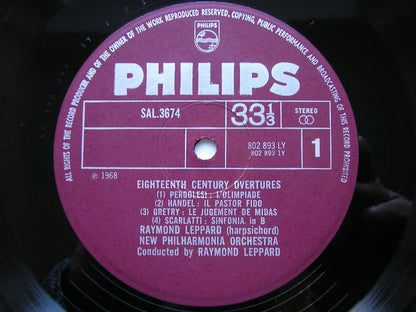 ALL RIGHTS OF THE RECORD PRODUCER AND OF THE OWNER OF THE WORK REPRODUCED RESERVED. COPYING, PUBLIC PERFORMANCE AND BROADCASTING OF THIS RECORD PROHIBITED
PHILIPS
PHILIPS
SAL.3674
33 1/3
STEREO
802 893 LY
802 893 1Y
1
℗ 1968
EIGHTEENTH CENTURY OVERTURES
(1) PERGOLESI: L'OLIMPIADE
(2) HANDEL: IL PASTOR FIDO
(3) GRETRY: LE JUGEMENT DE MIDAS
(4) SCARLATTI: SINFONIA. in B
RAYMOND LEPPARD (harpsichord)
NEW PHILHARMONIA ORCHESTRA
Conducted by RAYMOND LEPPARD